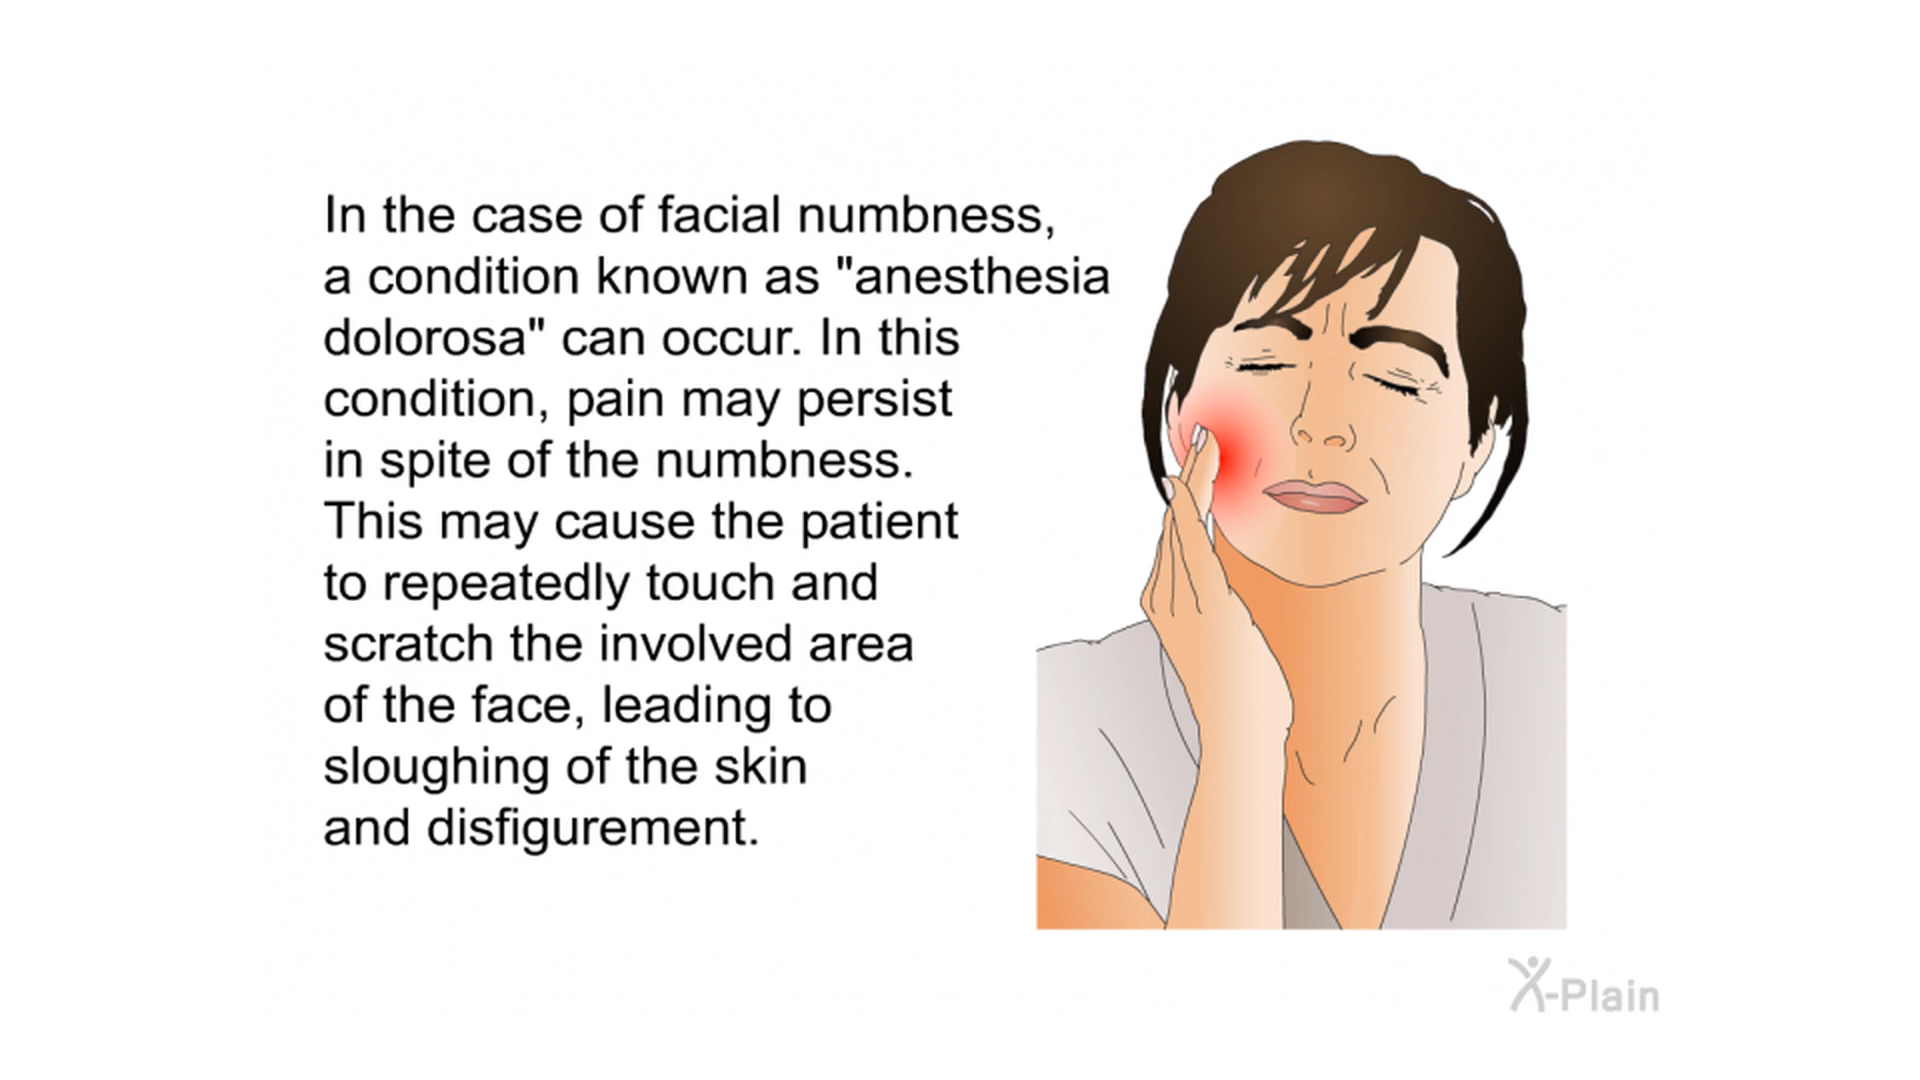 In the case of facial numbness,
a condition known as "anesthesia
dolorosa" can occur. In this
condition, pain may persist
in spite of the numbness.
This may cause the patient
to repeatedly touch and
scratch the involved area
of the face, leading to
sloughing of the skin
and disfigurement.
X-Plain